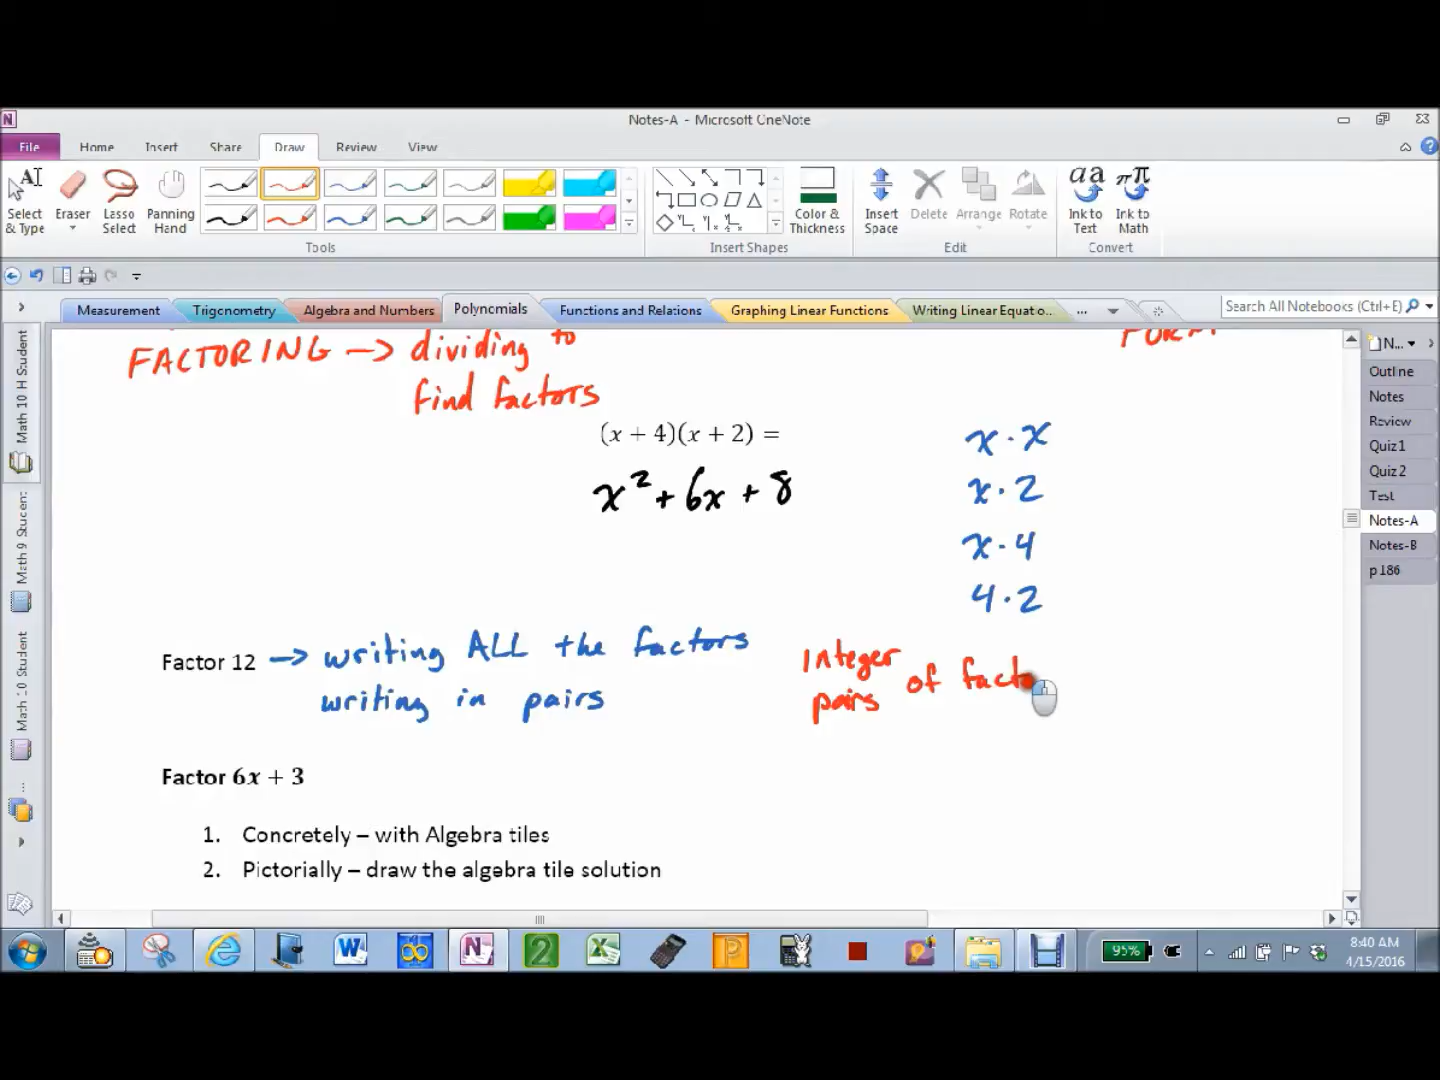 Notes-A - Microsoft OneNote
File Home Insert Share Draw Review View
Select & Type
Eraser
Lasso Select
Panning Hand
Color & Thickness
Insert Space
Delete
Arrange
Rotate
aa
Ink to Text
Ink to Math
Tools
Insert Shapes
Edit
Convert
Measurement Trigonometry Algebra and Numbers Polynomials Functions and Relations Graphing Linear Functions Writing Linear Equatio... ...
Search All Notebooks (Ctrl+E)
Math 10 H Student
Math 9 Student
Math 10 Student
N...
Outline
Notes
Review
Quiz 1
Quiz 2
Test
Notes-A
Notes-B
p 186
FORM
FACTORING → dividing to
find factors
(x + 4)(x + 2) =
x² + 6x + 8
x · x
x · 2
x · 4
4 · 2
Factor 12 → writing ALL the factors
writing in pairs
Integer
pairs of facto
Factor 6x + 3
1. Concretely – with Algebra tiles
2. Pictorially – draw the algebra tile solution
95%
8:40 AM
4/15/2016